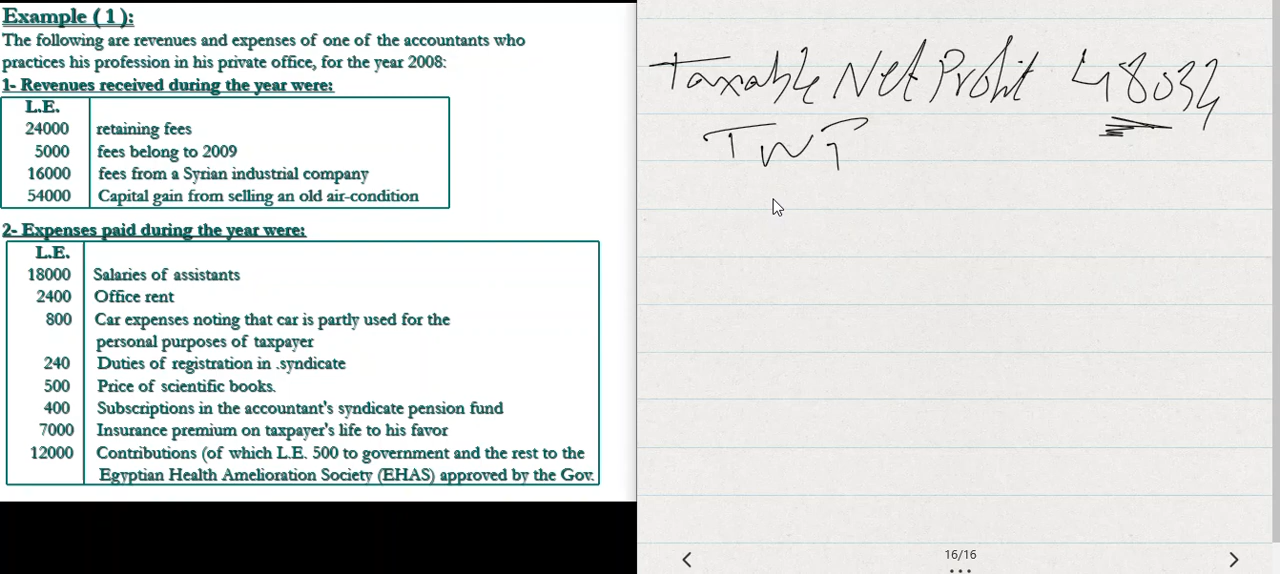 Example ( 1 ):
The following are revenues and expenses of one of the accountants who
practices his profession in his private office, for the year 2008:
1- Revenues received during the year were:
L.E.
24000 retaining fees
5000 fees belong to 2009
16000 fees from a Syrian industrial company
54000 Capital gain from selling an old air-condition
2- Expenses paid during the year were:
L.E.
18000 Salaries of assistants
2400 Office rent
800 Car expenses noting that car is partly used for the
personal purposes of taxpayer
240 Duties of registration in .syndicate
500 Price of scientific books.
400 Subscriptions in the accountant's syndicate pension fund
7000 Insurance premium on taxpayer's life to his favor
12000 Contributions (of which L.E. 500 to government and the rest to the
Egyptian Health Amelioration Society (EHAS) approved by the Gov.
Taxable Net Profit 48034
16/16